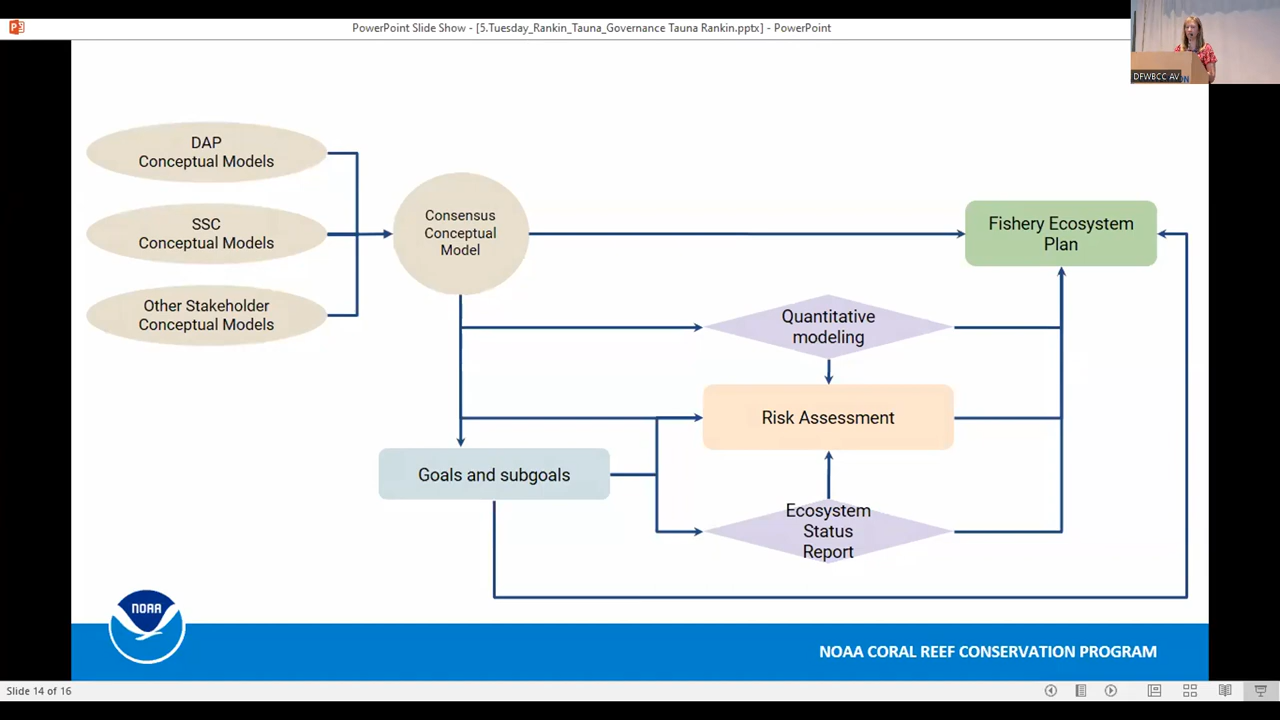 PowerPoint Slide Show - [5.Tuesday_Rankin_Tauna_Governance Tauna Rankin.pptx] - PowerPoint
DFWBCC AV
DAP
Conceptual Models
SSC
Conceptual Models
Other Stakeholder
Conceptual Models
Consensus
Conceptual
Model
Fishery Ecosystem
Plan
Quantitative
modeling
Risk Assessment
Goals and subgoals
Ecosystem
Status
Report
NOAA
NOAA CORAL REEF CONSERVATION PROGRAM
Slide 14 of 16